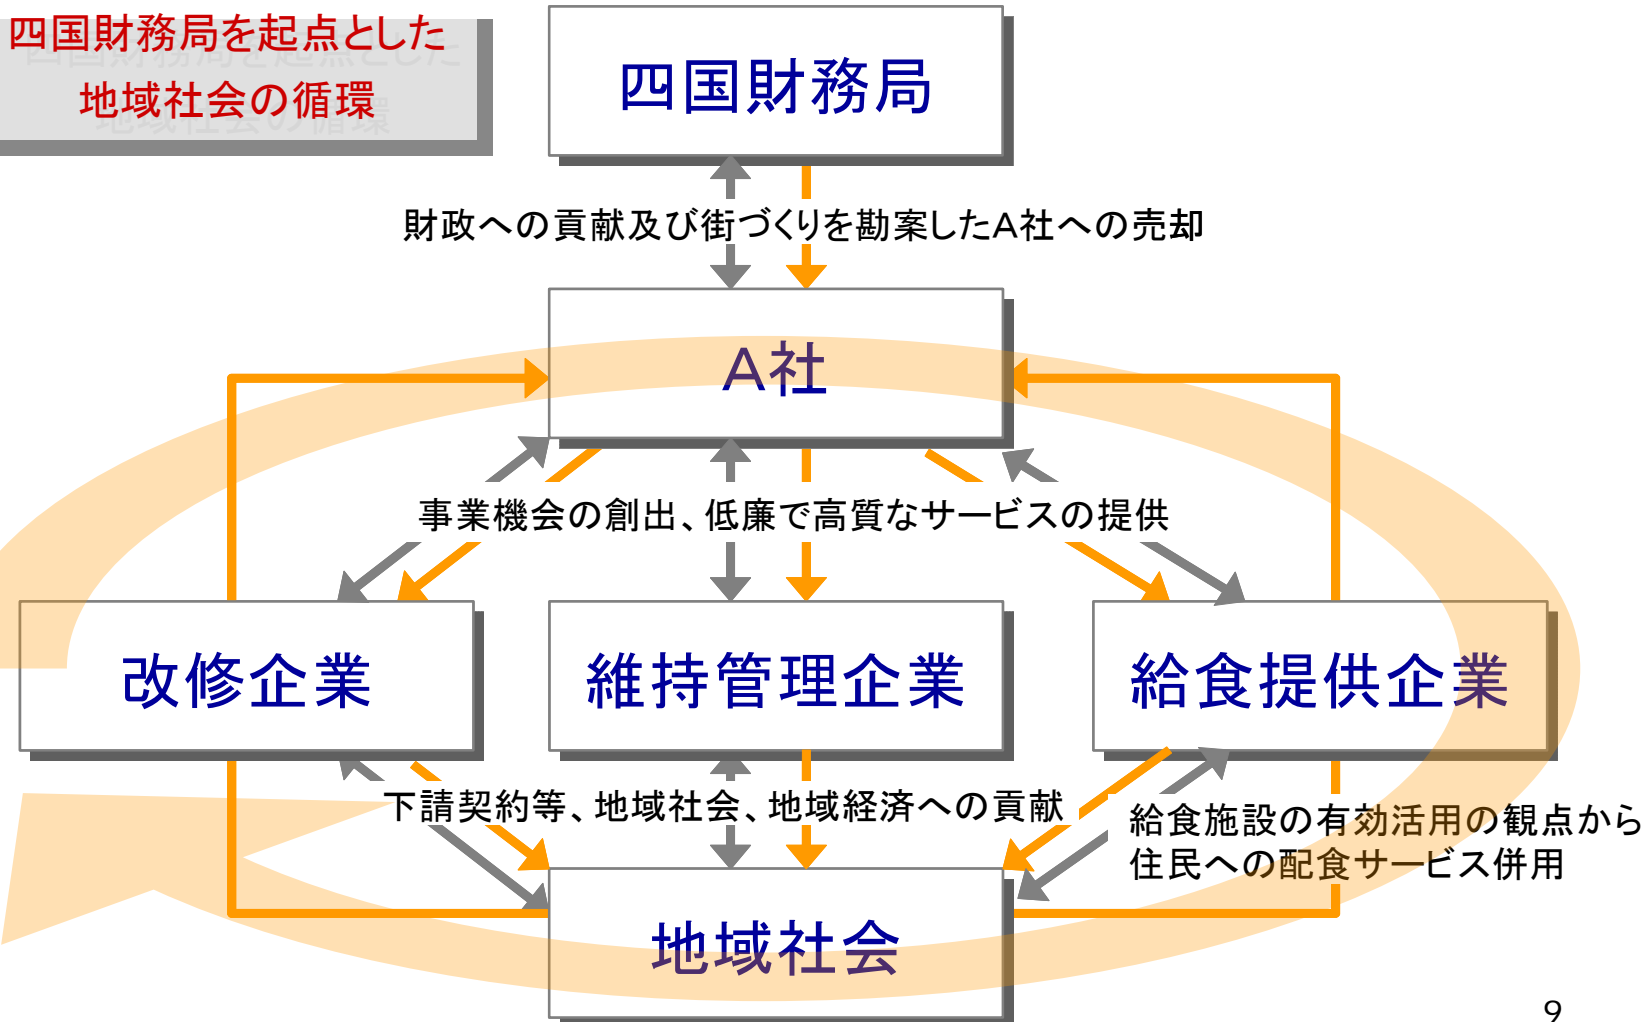 四国財務局を起点とした
地域社会の循環
四国財務局
財政への貢献及び街づくりを勘案したA社への売却
A社
事業機会の創出、低廉で高質なサービスの提供
改修企業
維持管理企業
給食提供企業
下請契約等、地域社会、地域経済への貢献
給食施設の有効活用の観点から
住民への配食サービス併用
地域社会
9